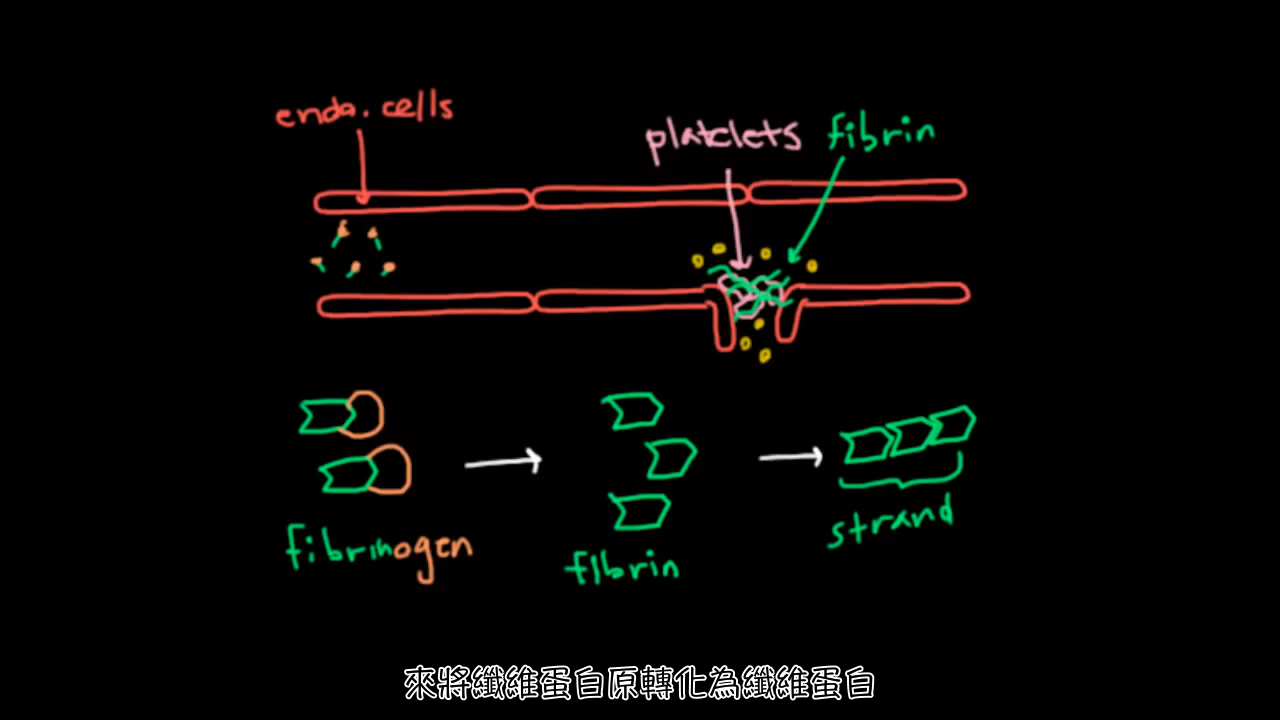 endo. cells
platelets
fibrin
fibrinogen
fibrin
strand
來將纖維蛋白原轉化為纖維蛋白